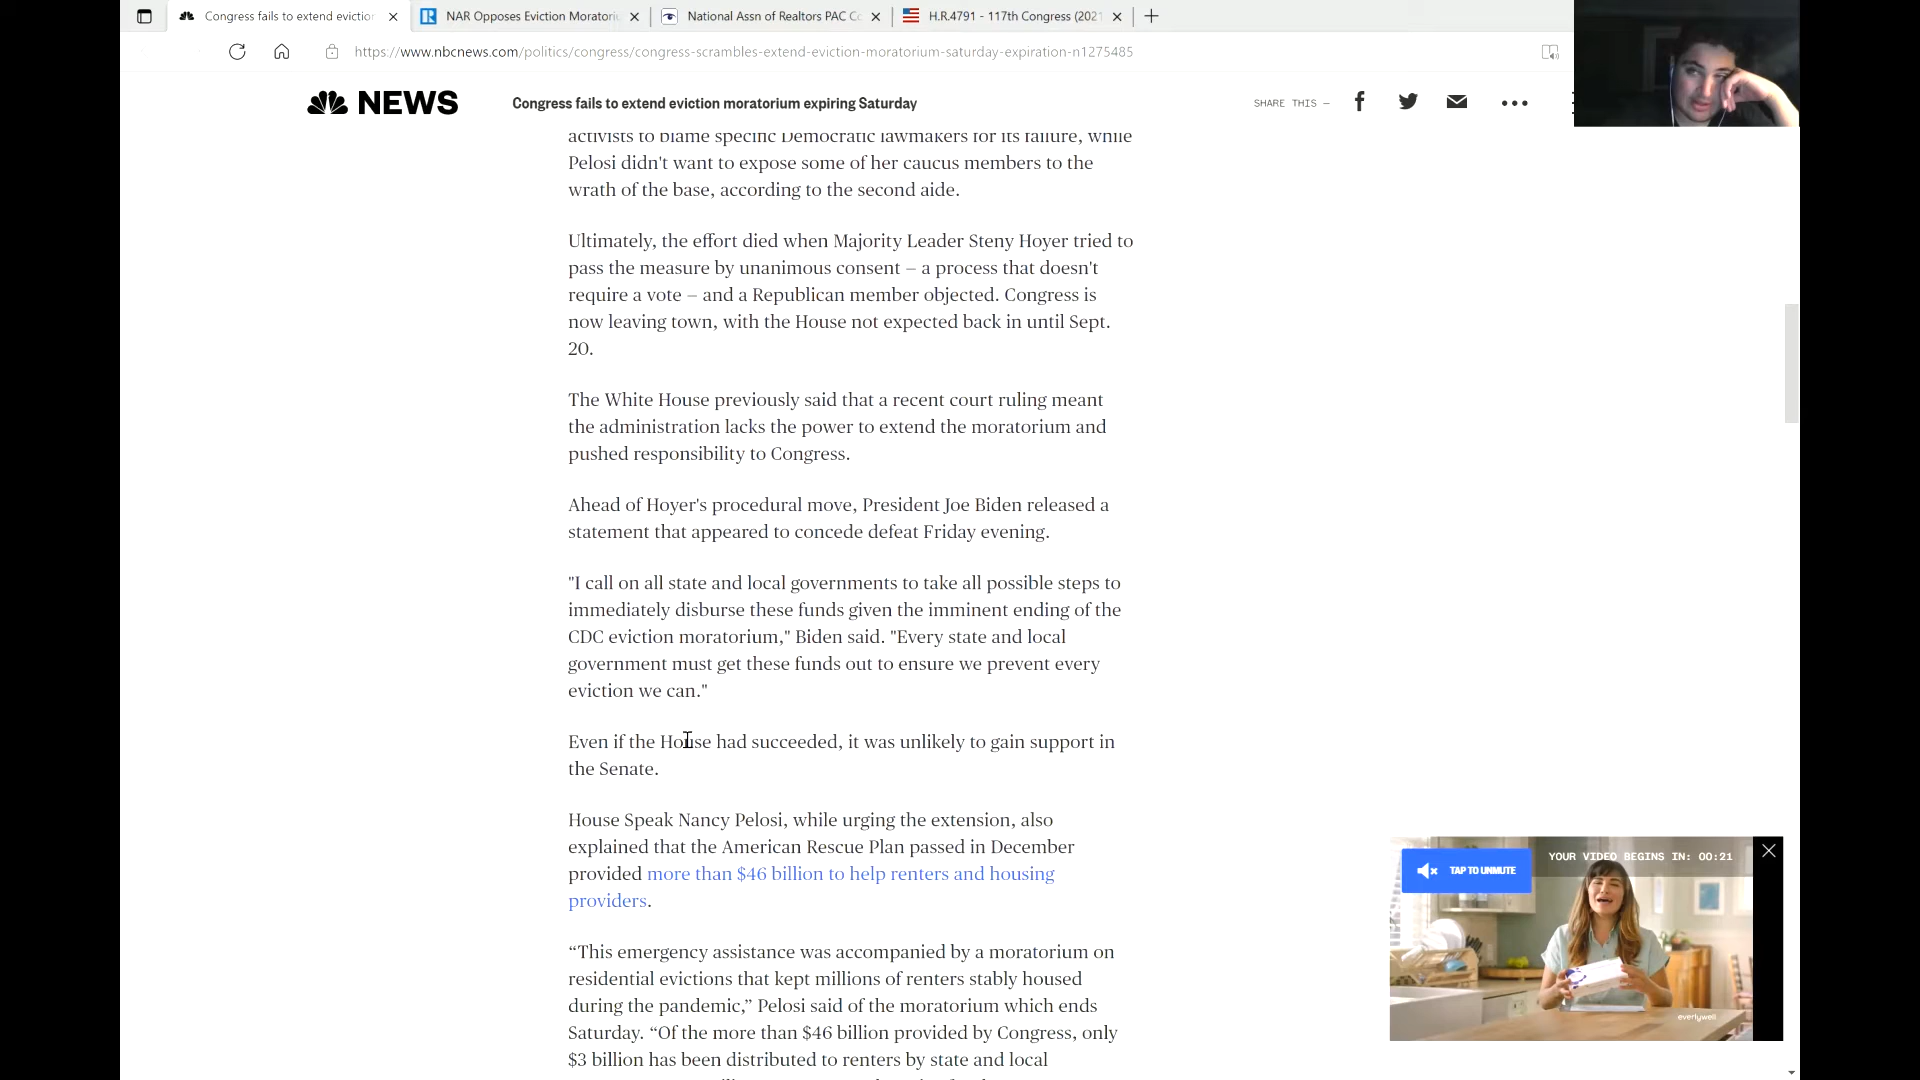 Congress fails to extend evictio
NAR Opposes Eviction Moratori
National Assn of Realtors PAC Co
H.R.4791 - 117th Congress (2021
https://www.nbcnews.com/politics/congress/congress-scrambles-extend-eviction-moratorium-saturday-expiration-n1275485
NEWS
Congress fails to extend eviction moratorium expiring Saturday
SHARE THIS —
activists to blame specific Democratic lawmakers for its failure, while
Pelosi didn't want to expose some of her caucus members to the
wrath of the base, according to the second aide.
Ultimately, the effort died when Majority Leader Steny Hoyer tried to
pass the measure by unanimous consent — a process that doesn't
require a vote — and a Republican member objected. Congress is
now leaving town, with the House not expected back in until Sept.
20.
The White House previously said that a recent court ruling meant
the administration lacks the power to extend the moratorium and
pushed responsibility to Congress.
Ahead of Hoyer's procedural move, President Joe Biden released a
statement that appeared to concede defeat Friday evening.
"I call on all state and local governments to take all possible steps to
immediately disburse these funds given the imminent ending of the
CDC eviction moratorium," Biden said. "Every state and local
government must get these funds out to ensure we prevent every
eviction we can."
Even if the House had succeeded, it was unlikely to gain support in
the Senate.
House Speak Nancy Pelosi, while urging the extension, also
explained that the American Rescue Plan passed in December
provided more than $46 billion to help renters and housing
providers.
“This emergency assistance was accompanied by a moratorium on
residential evictions that kept millions of renters stably housed
during the pandemic,” Pelosi said of the moratorium which ends
Saturday. “Of the more than $46 billion provided by Congress, only
$3 billion has been distributed to renters by state and local
TAP TO UNMUTE
YOUR VIDEO BEGINS IN: 00:21
everlywell